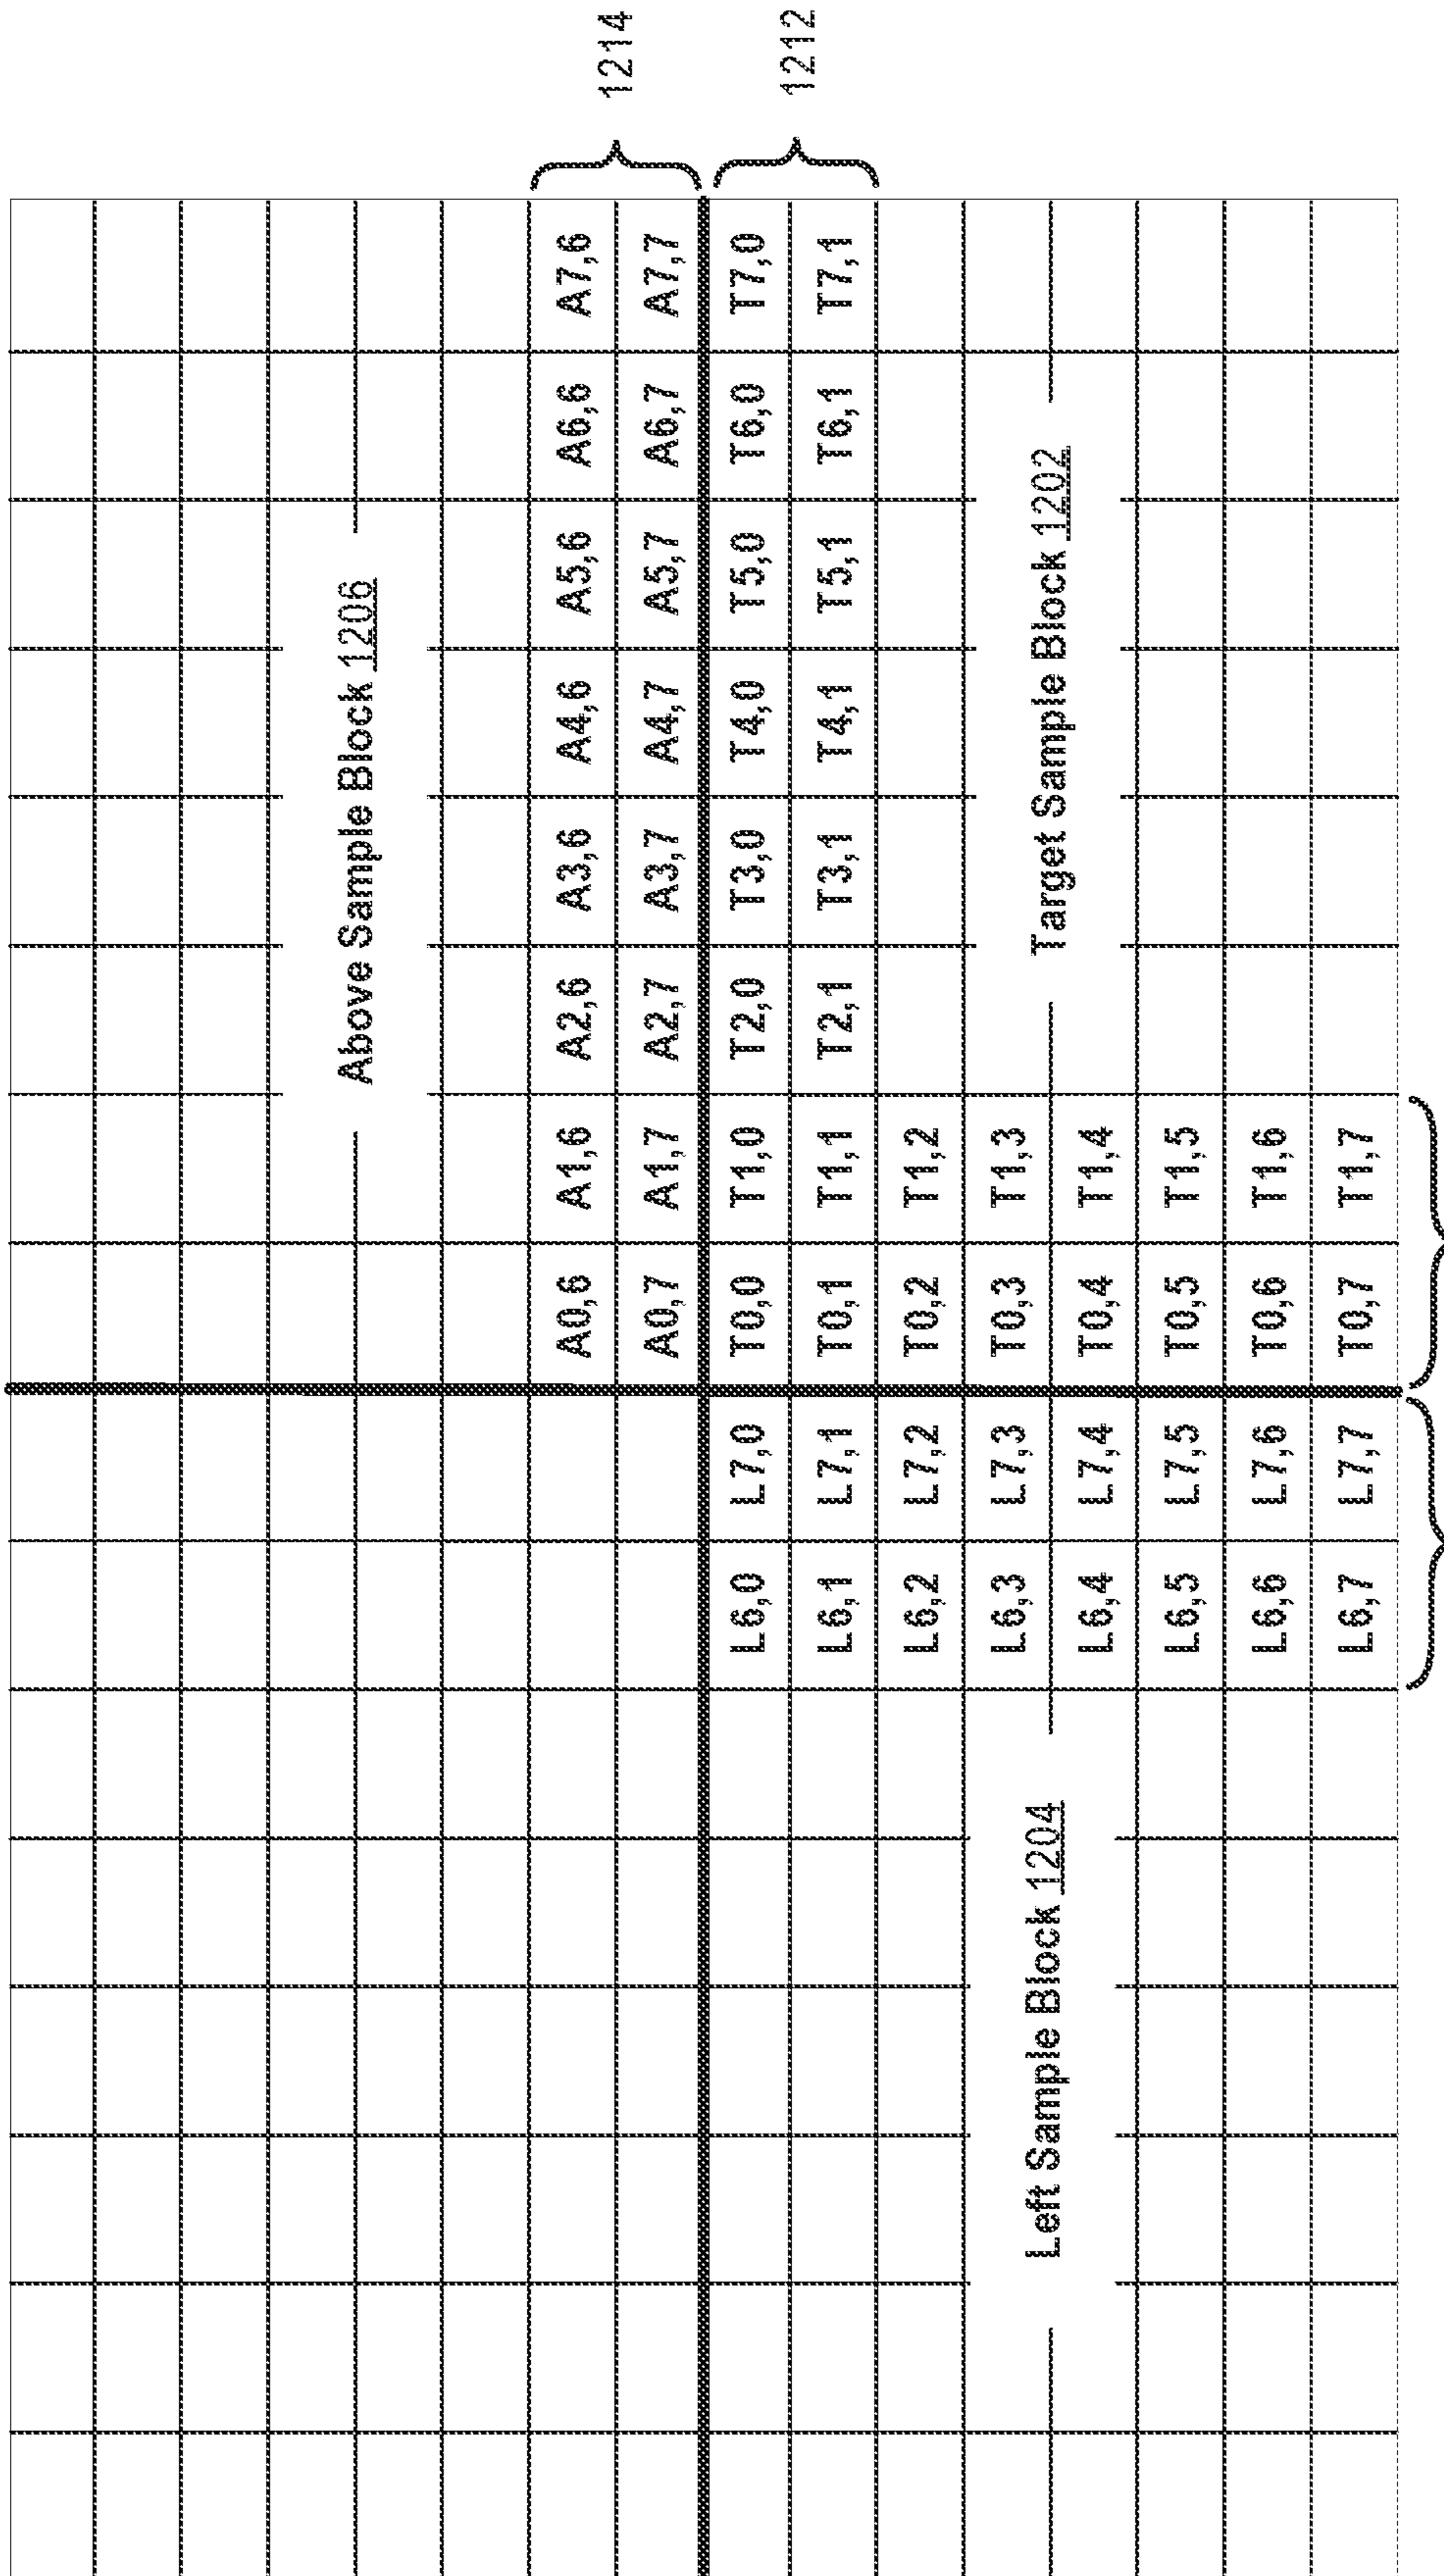 Above Sample Block 1206
A0,6 A1,6 A2,6 A3,6 A4,6 A5,6 A6,6 A7,6
1214
A0,7 A1,7 A2,7 A3,7 A4,7 A5,7 A6,7 A7,7
L6,0 L7,0 T0,0 T1,0 T2,0 T3,0 T4,0 T5,0 T6,0 T7,0
1212
L6,1 L7,1 T0,1 T1,1 T2,1 T3,1 T4,1 T5,1 T6,1 T7,1
L6,2 L7,2 T0,2 T1,2
L6,3 L7,3 T0,3 T1,3
Left Sample Block 1204
Target Sample Block 1202
L6,4 L7,4 T0,4 T1,4
L6,5 L7,5 T0,5 T1,5
L6,6 L7,6 T0,6 T1,6
L6,7 L7,7 T0,7 T1,7